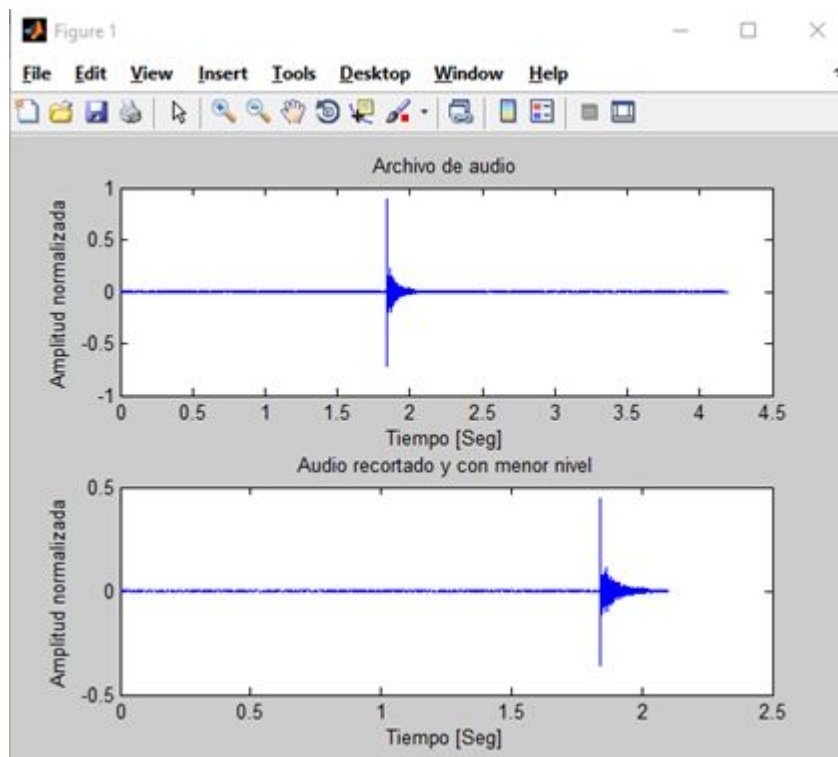 Figure 1
File Edit View Insert Tools Desktop Window Help
Archivo de audio
Amplitud normalizada
1
0.5
0
-0.5
-1
0 0.5 1 1.5 2 2.5 3 3.5 4 4.5
Tiempo [Seg]
Audio recortado y con menor nivel
Amplitud normalizada
0.5
0
-0.5
0 0.5 1 1.5 2 2.5
Tiempo [Seg]